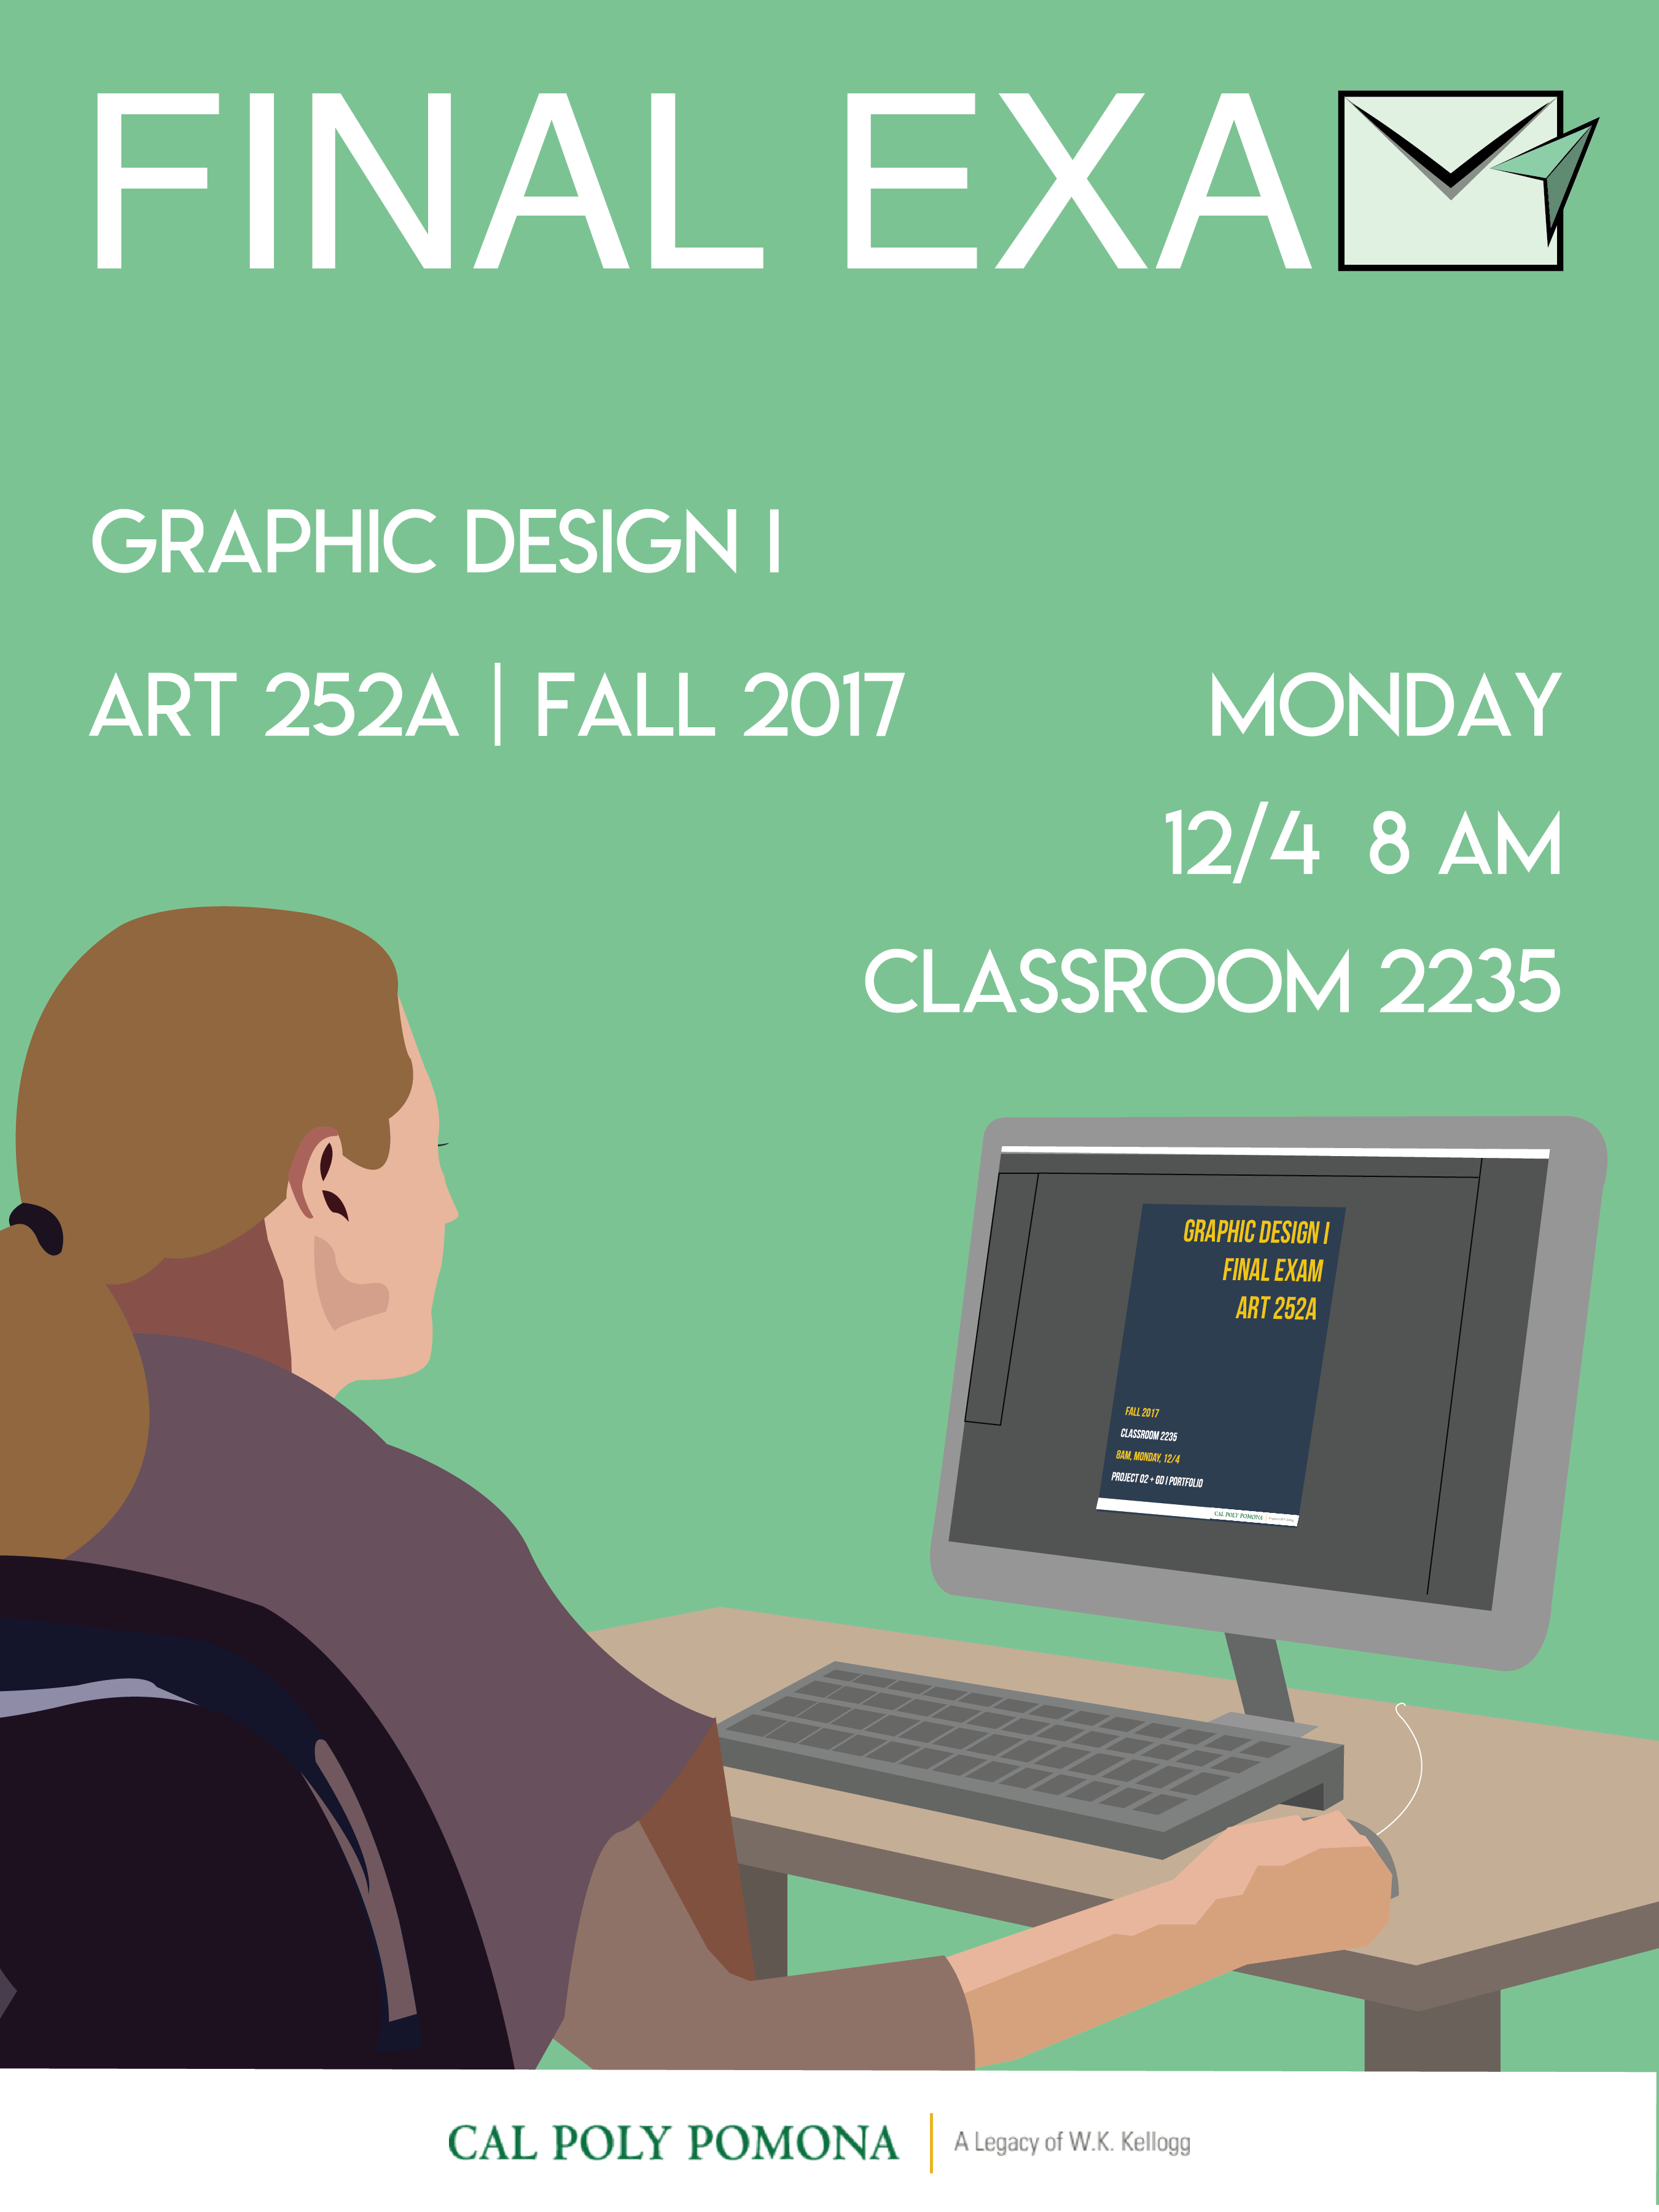 FINAL EXA
GRAPHIC DESIGN I
ART 252A | FALL 2017
MONDAY
12/4 8 AM
CLASSROOM 2235
GRAPHIC DESIGN I
FINAL EXAM
ART 252A
FALL 2017
CLASSROOM 2235
8AM, MONDAY, 12/4
PROJECT 02 + GD I PORTFOLIO
CAL POLY POMONA
CAL POLY POMONA | A Legacy of W.K. Kellogg